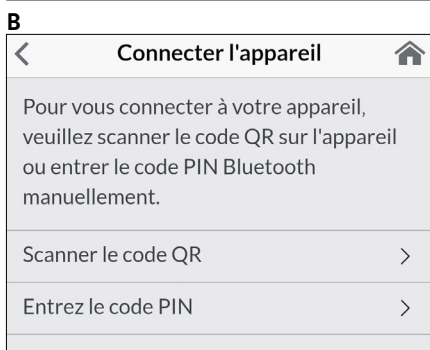 B
Connecter l'appareil
Pour vous connecter à votre appareil,
veuillez scanner le code QR sur l'appareil
ou entrer le code PIN Bluetooth
manuellement.
Scanner le code QR
Entrez le code PIN